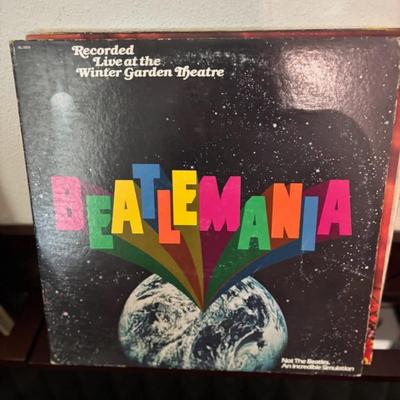 Recorded
Live at the
Winter Garden Theatre
BEATLEMANIA
Not The Beatles.
An Incredible Simulation